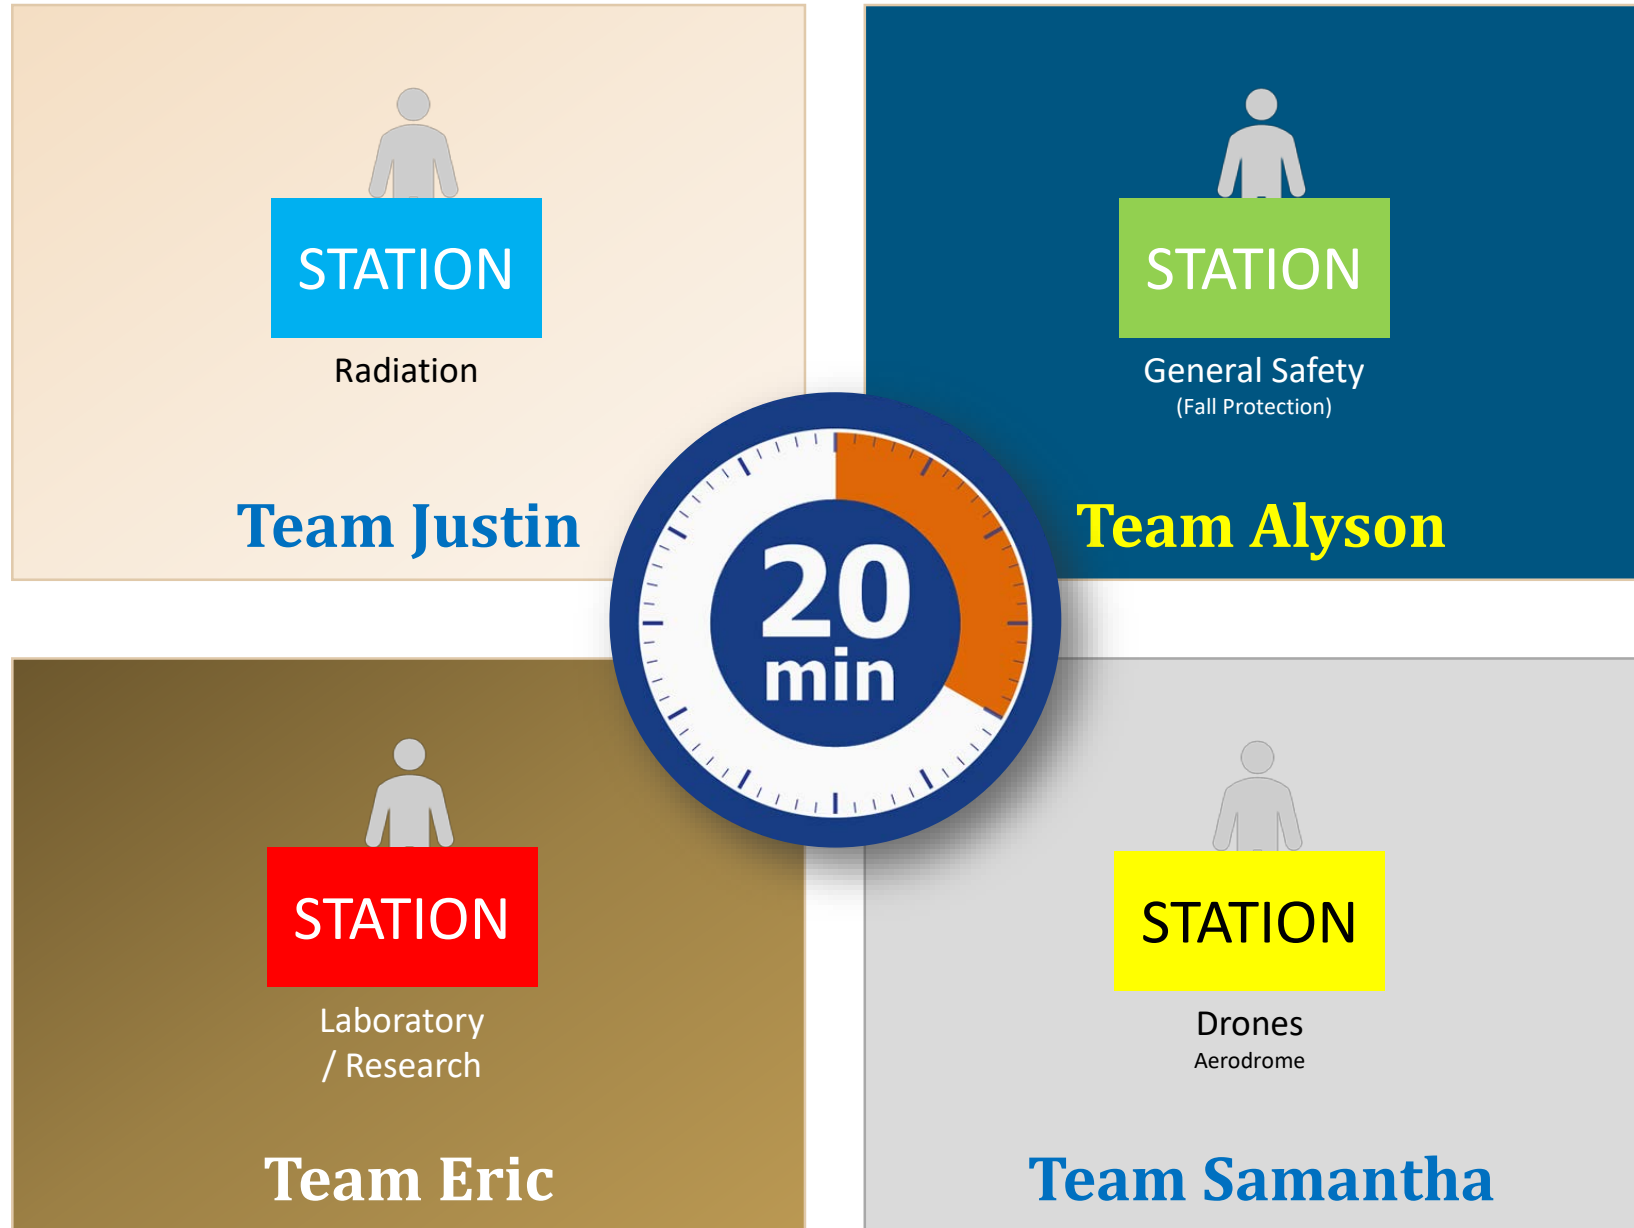 STATION
Radiation
Team Justin
STATION
General Safety
(Fall Protection)
Team Alyson
20
min
STATION
Laboratory
/ Research
Team Eric
STATION
Drones
Aerodrome
Team Samantha